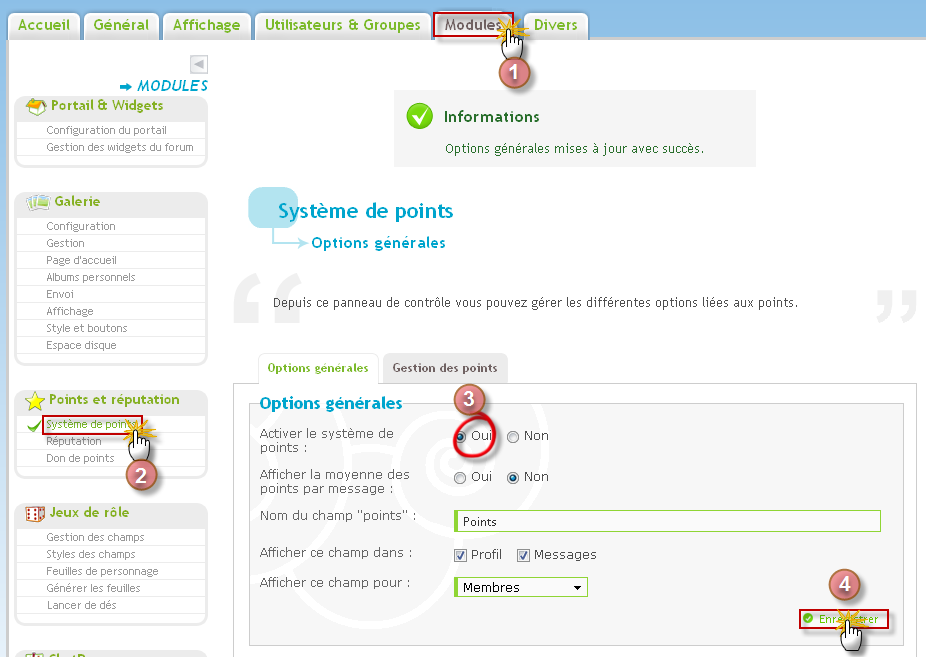 Accueil
Général
Affichage
Utilisateurs & Groupes
Modules
Divers
1
MODULES
Portail & Widgets
Configuration du portail
Gestion des widgets du forum
Galerie
Configuration
Gestion
Page d'accueil
Albums personnels
Envoi
Affichage
Style et boutons
Espace disque
Points et réputation
Système de points
Réputation
Don de points
2
Jeux de rôle
Gestion des champs
Styles des champs
Feuilles de personnage
Générer les feuilles
Lancer de dés
Informations
Options générales mises à jour avec succès.
Système de points
Options générales
Depuis ce panneau de contrôle vous pouvez gérer les différentes options liées aux points.
Options générales
Gestion des points
Options générales
3
Activer le système de
points :
Oui
Non
Afficher la moyenne des
points par message :
Oui
Non
Nom du champ "points" :
Points
Afficher ce champ dans :
Profil
Messages
Afficher ce champ pour :
Membres
4
Enregistrer